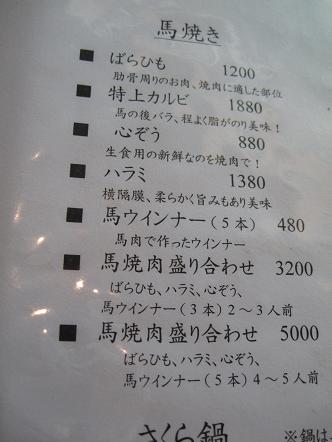 馬焼き
■ ばらひも 1200
肋骨周りのお肉、焼肉に適した部位
■ 特上カルビ 1880
馬の後バラ、程よく脂がのり美味！
■ 心ぞう 880
生食用の新鮮なのを焼肉で！
■ ハラミ 1380
横隔膜、柔らかく旨みもあり美味
■ 馬ウインナー（５本） 480
馬肉で作ったウインナー
■ 馬焼肉盛り合わせ 3200
ばらひも、ハラミ、心ぞう、
馬ウインナー（３本）２～３人前
■ 馬焼肉盛り合わせ 5000
ばらひも、ハラミ、心ぞう、
馬ウインナー（５本）４～５人前
さくら鍋 ※鍋は